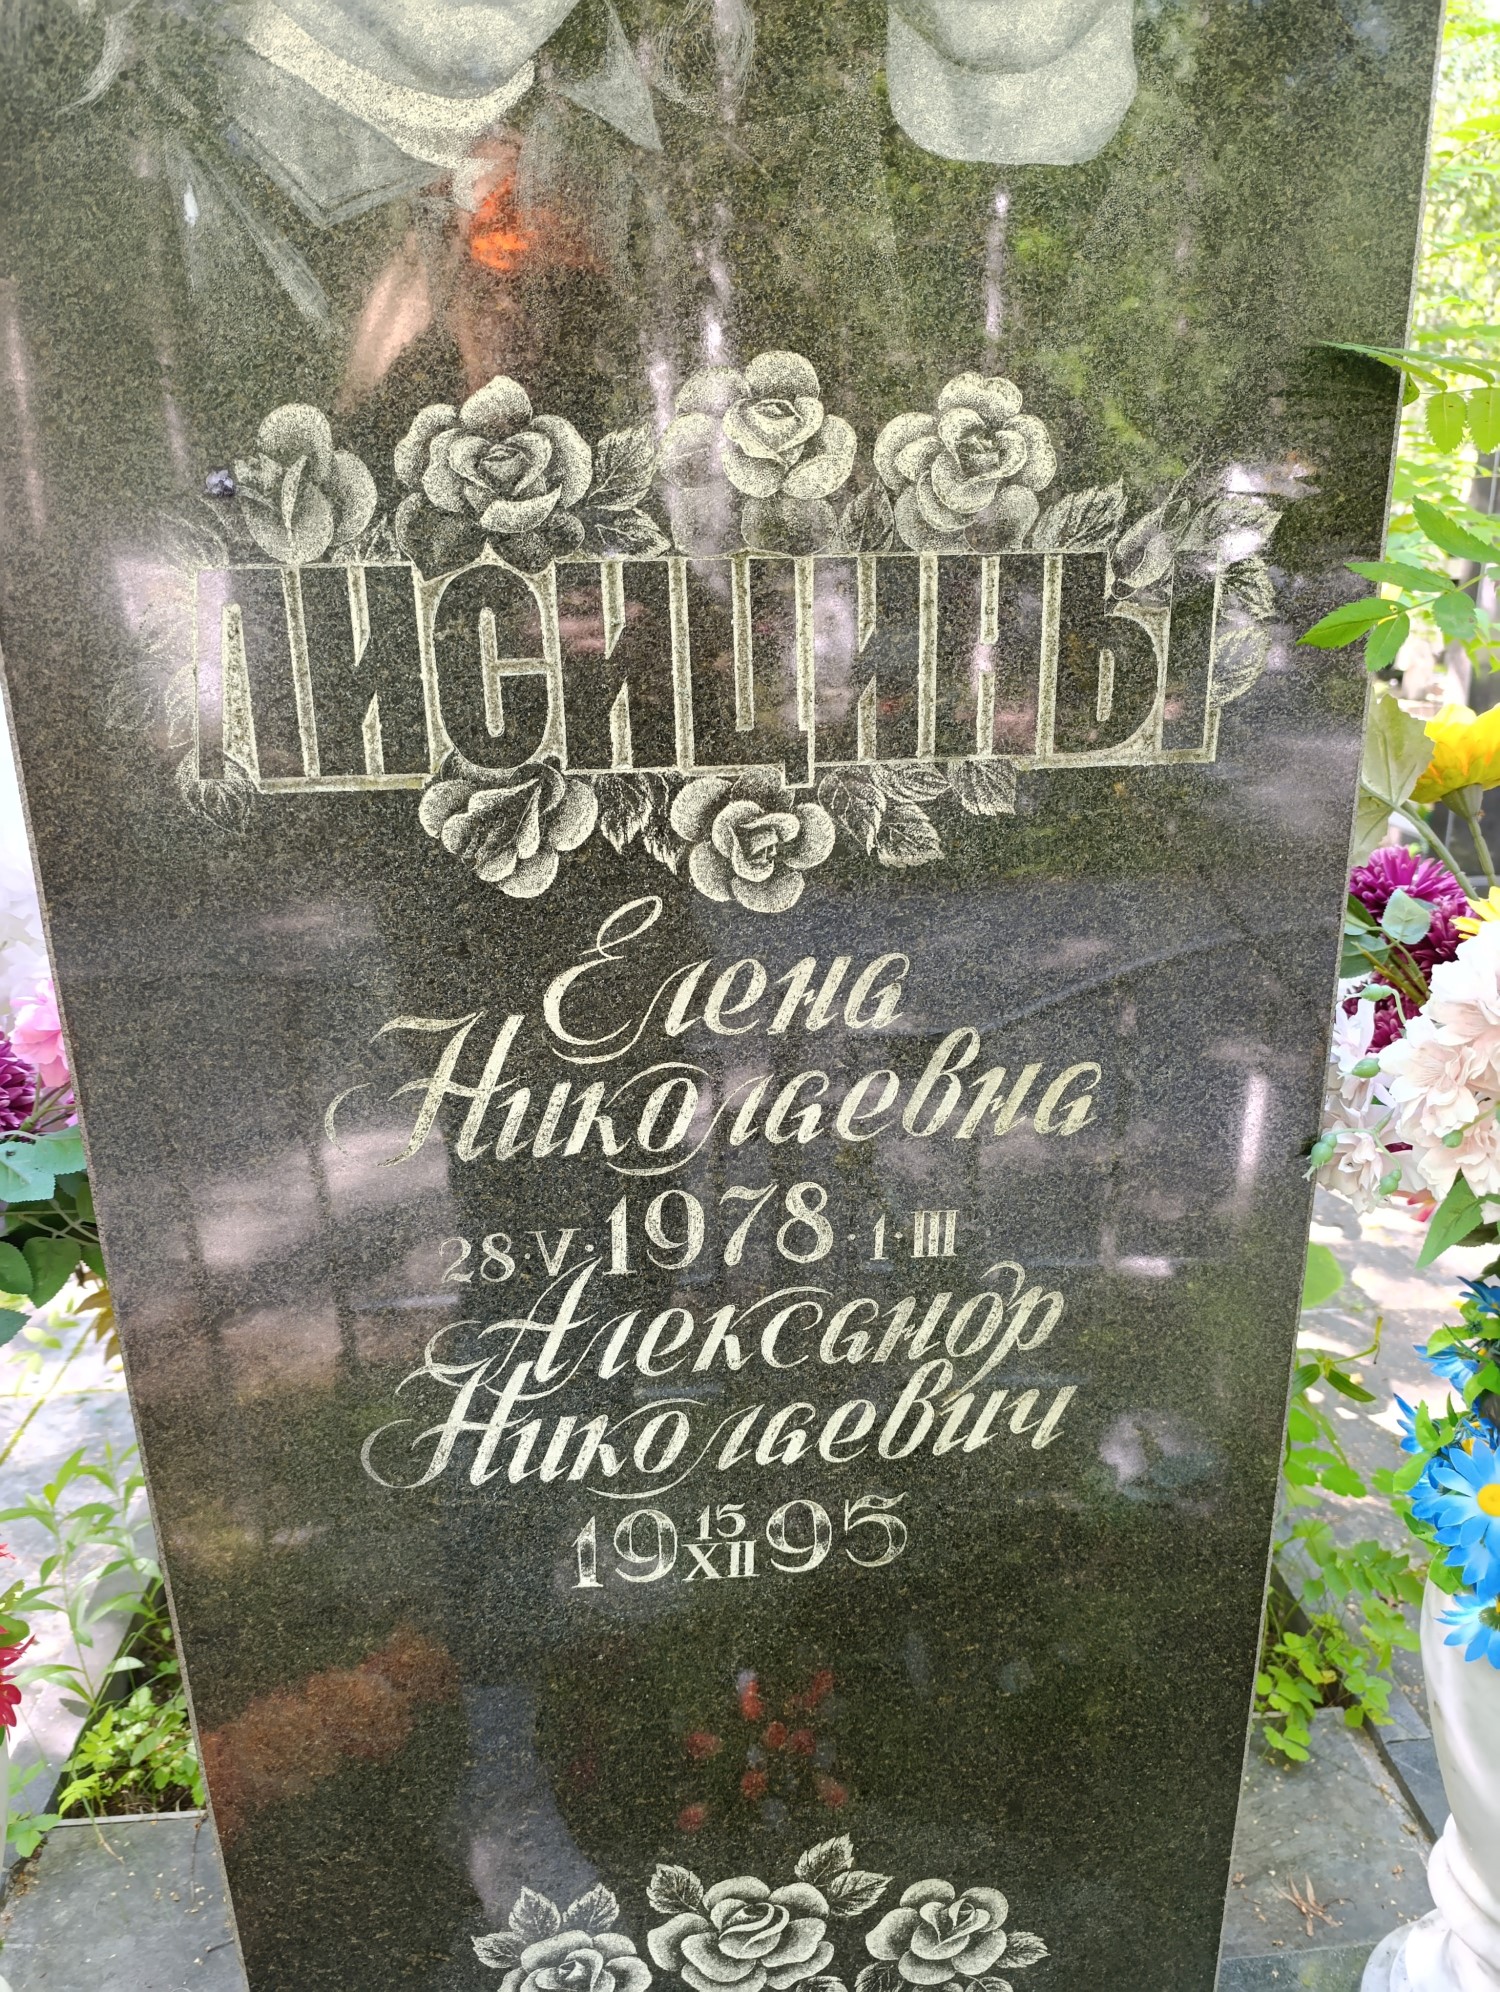 ЛИСИЦИНЫ
Елена
Николаевна
28·V·1978·1·III
Александр
Николаевич
19 15 XII 95